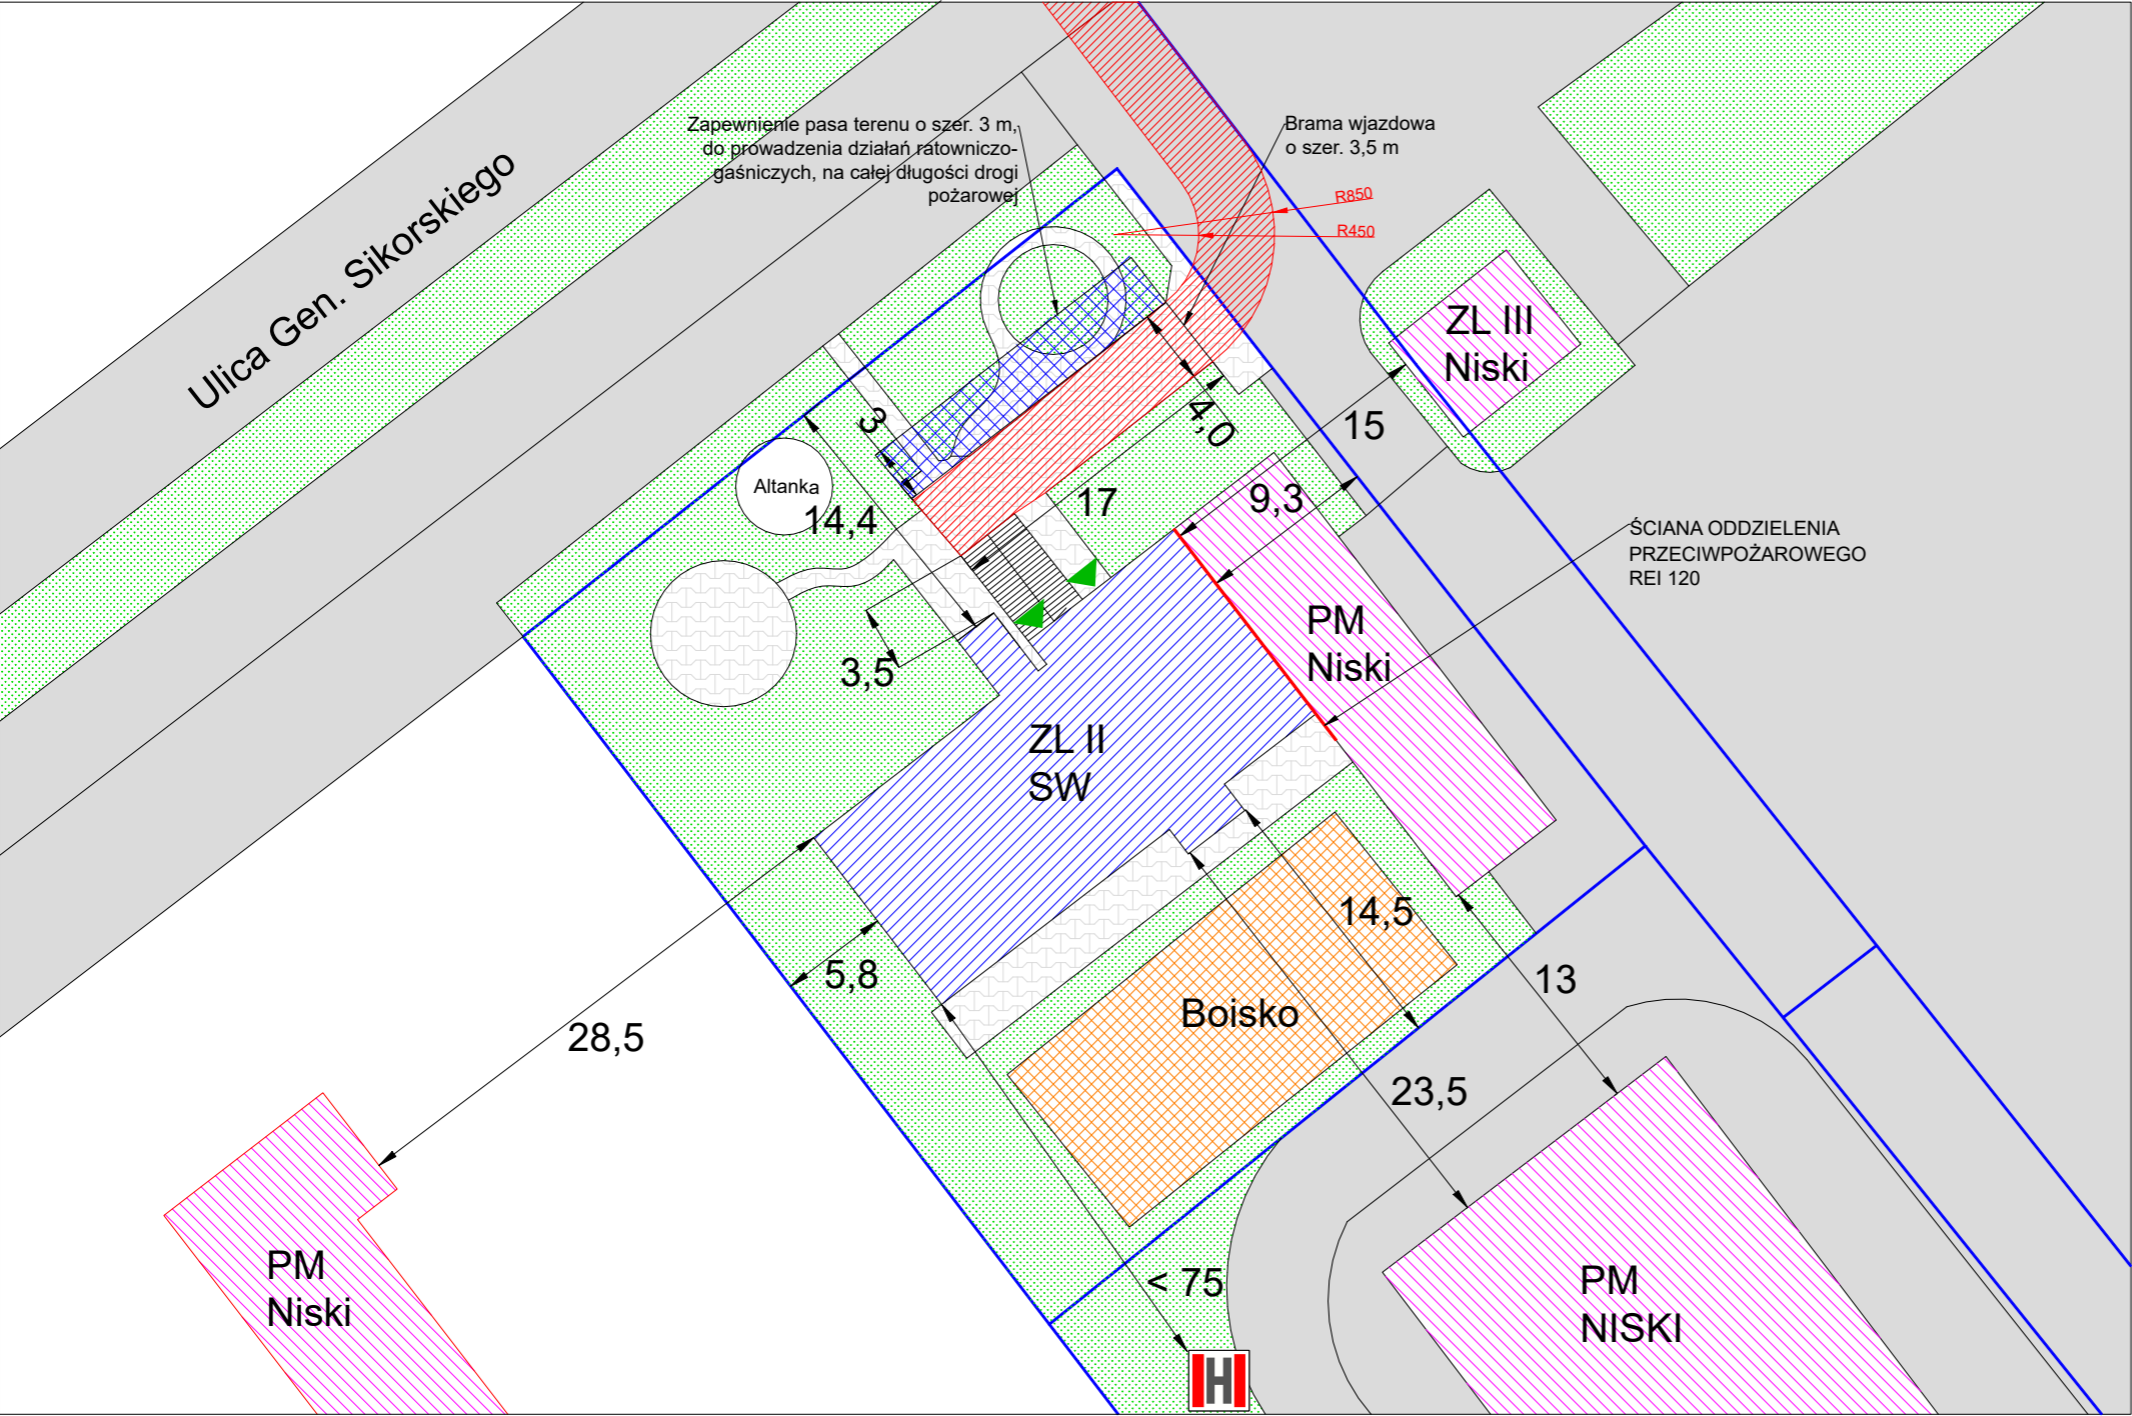 Zapewnienie pasa terenu o szer. 3 m,
do prowadzenia działań ratowniczo-
gaśniczych, na całej długości drogi
pożarowej
Brama wjazdowa
o szer. 3,5 m
R850
R450
Ulica Gen. Sikorskiego
ZL III
Niski
3
4,0
15
Altanka
14,4
17
9,3
ŚCIANA ODDZIELENIA
PRZECIWPOŻAROWEGO
REI 120
PM
Niski
3,5
ZL II
SW
14,5
5,8
13
Boisko
28,5
23,5
PM
Niski
< 75
PM
NISKI
H